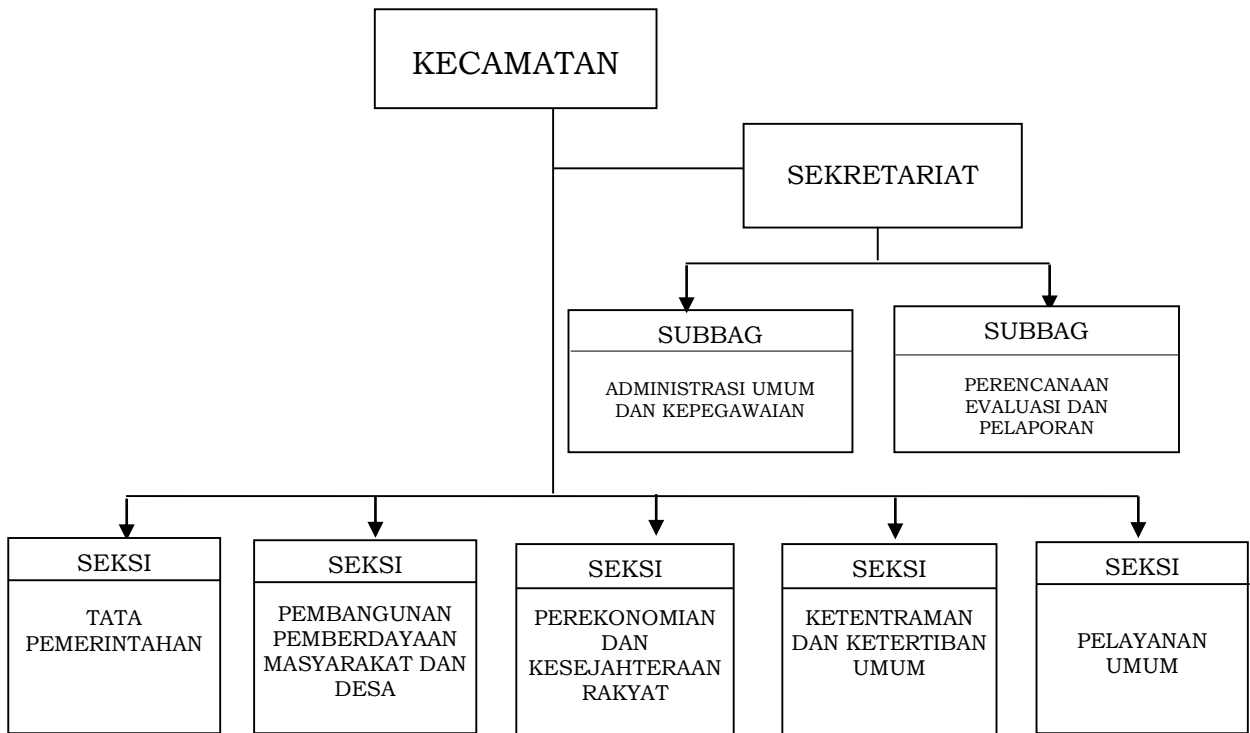 KECAMATAN
SEKRETARIAT
SUBBAG
ADMINISTRASI UMUM
DAN KEPEGAWAIAN
SUBBAG
PERENCANAAN
EVALUASI DAN
PELAPORAN
SEKSI
TATA
PEMERINTAHAN
SEKSI
PEMBANGUNAN
PEMBERDAYAAN
MASYARAKAT DAN
DESA
SEKSI
PEREKONOMIAN
DAN
KESEJAHTERAAN
RAKYAT
SEKSI
KETENTRAMAN
DAN KETERTIBAN
UMUM
SEKSI
PELAYANAN
UMUM